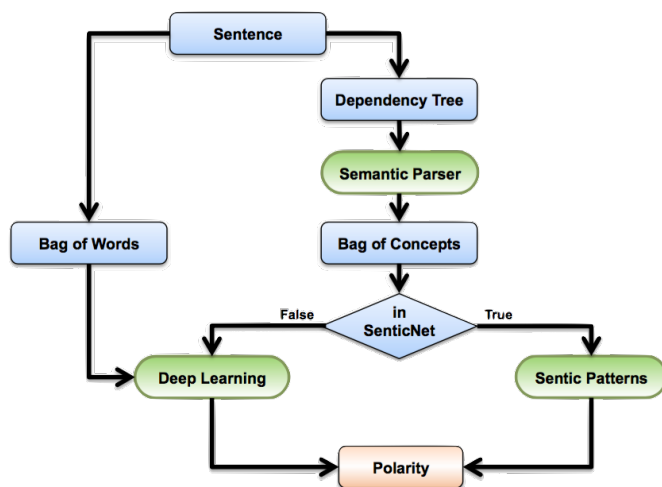 Sentence
Dependency Tree
Semantic Parser
Bag of Words
Bag of Concepts
False
in
SenticNet
True
Deep Learning
Sentic Patterns
Polarity